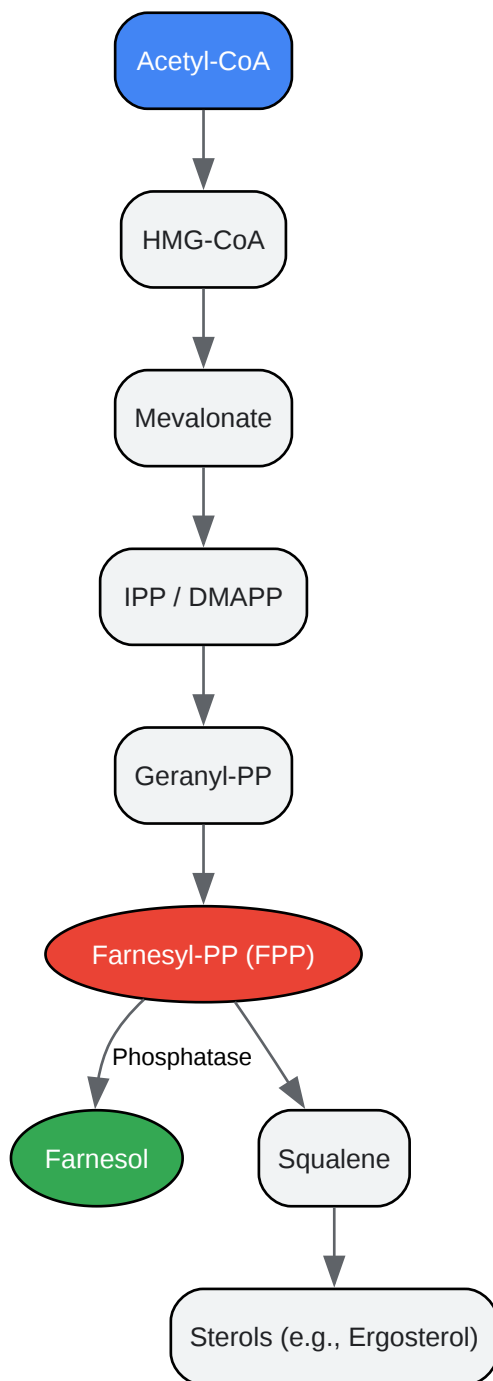 Acetyl-CoA
HMG-CoA
Mevalonate
IPP / DMAPP
Geranyl-PP
Farnesyl-PP (FPP)
Phosphatase
Farnesol
Squalene
Sterols (e.g., Ergosterol)